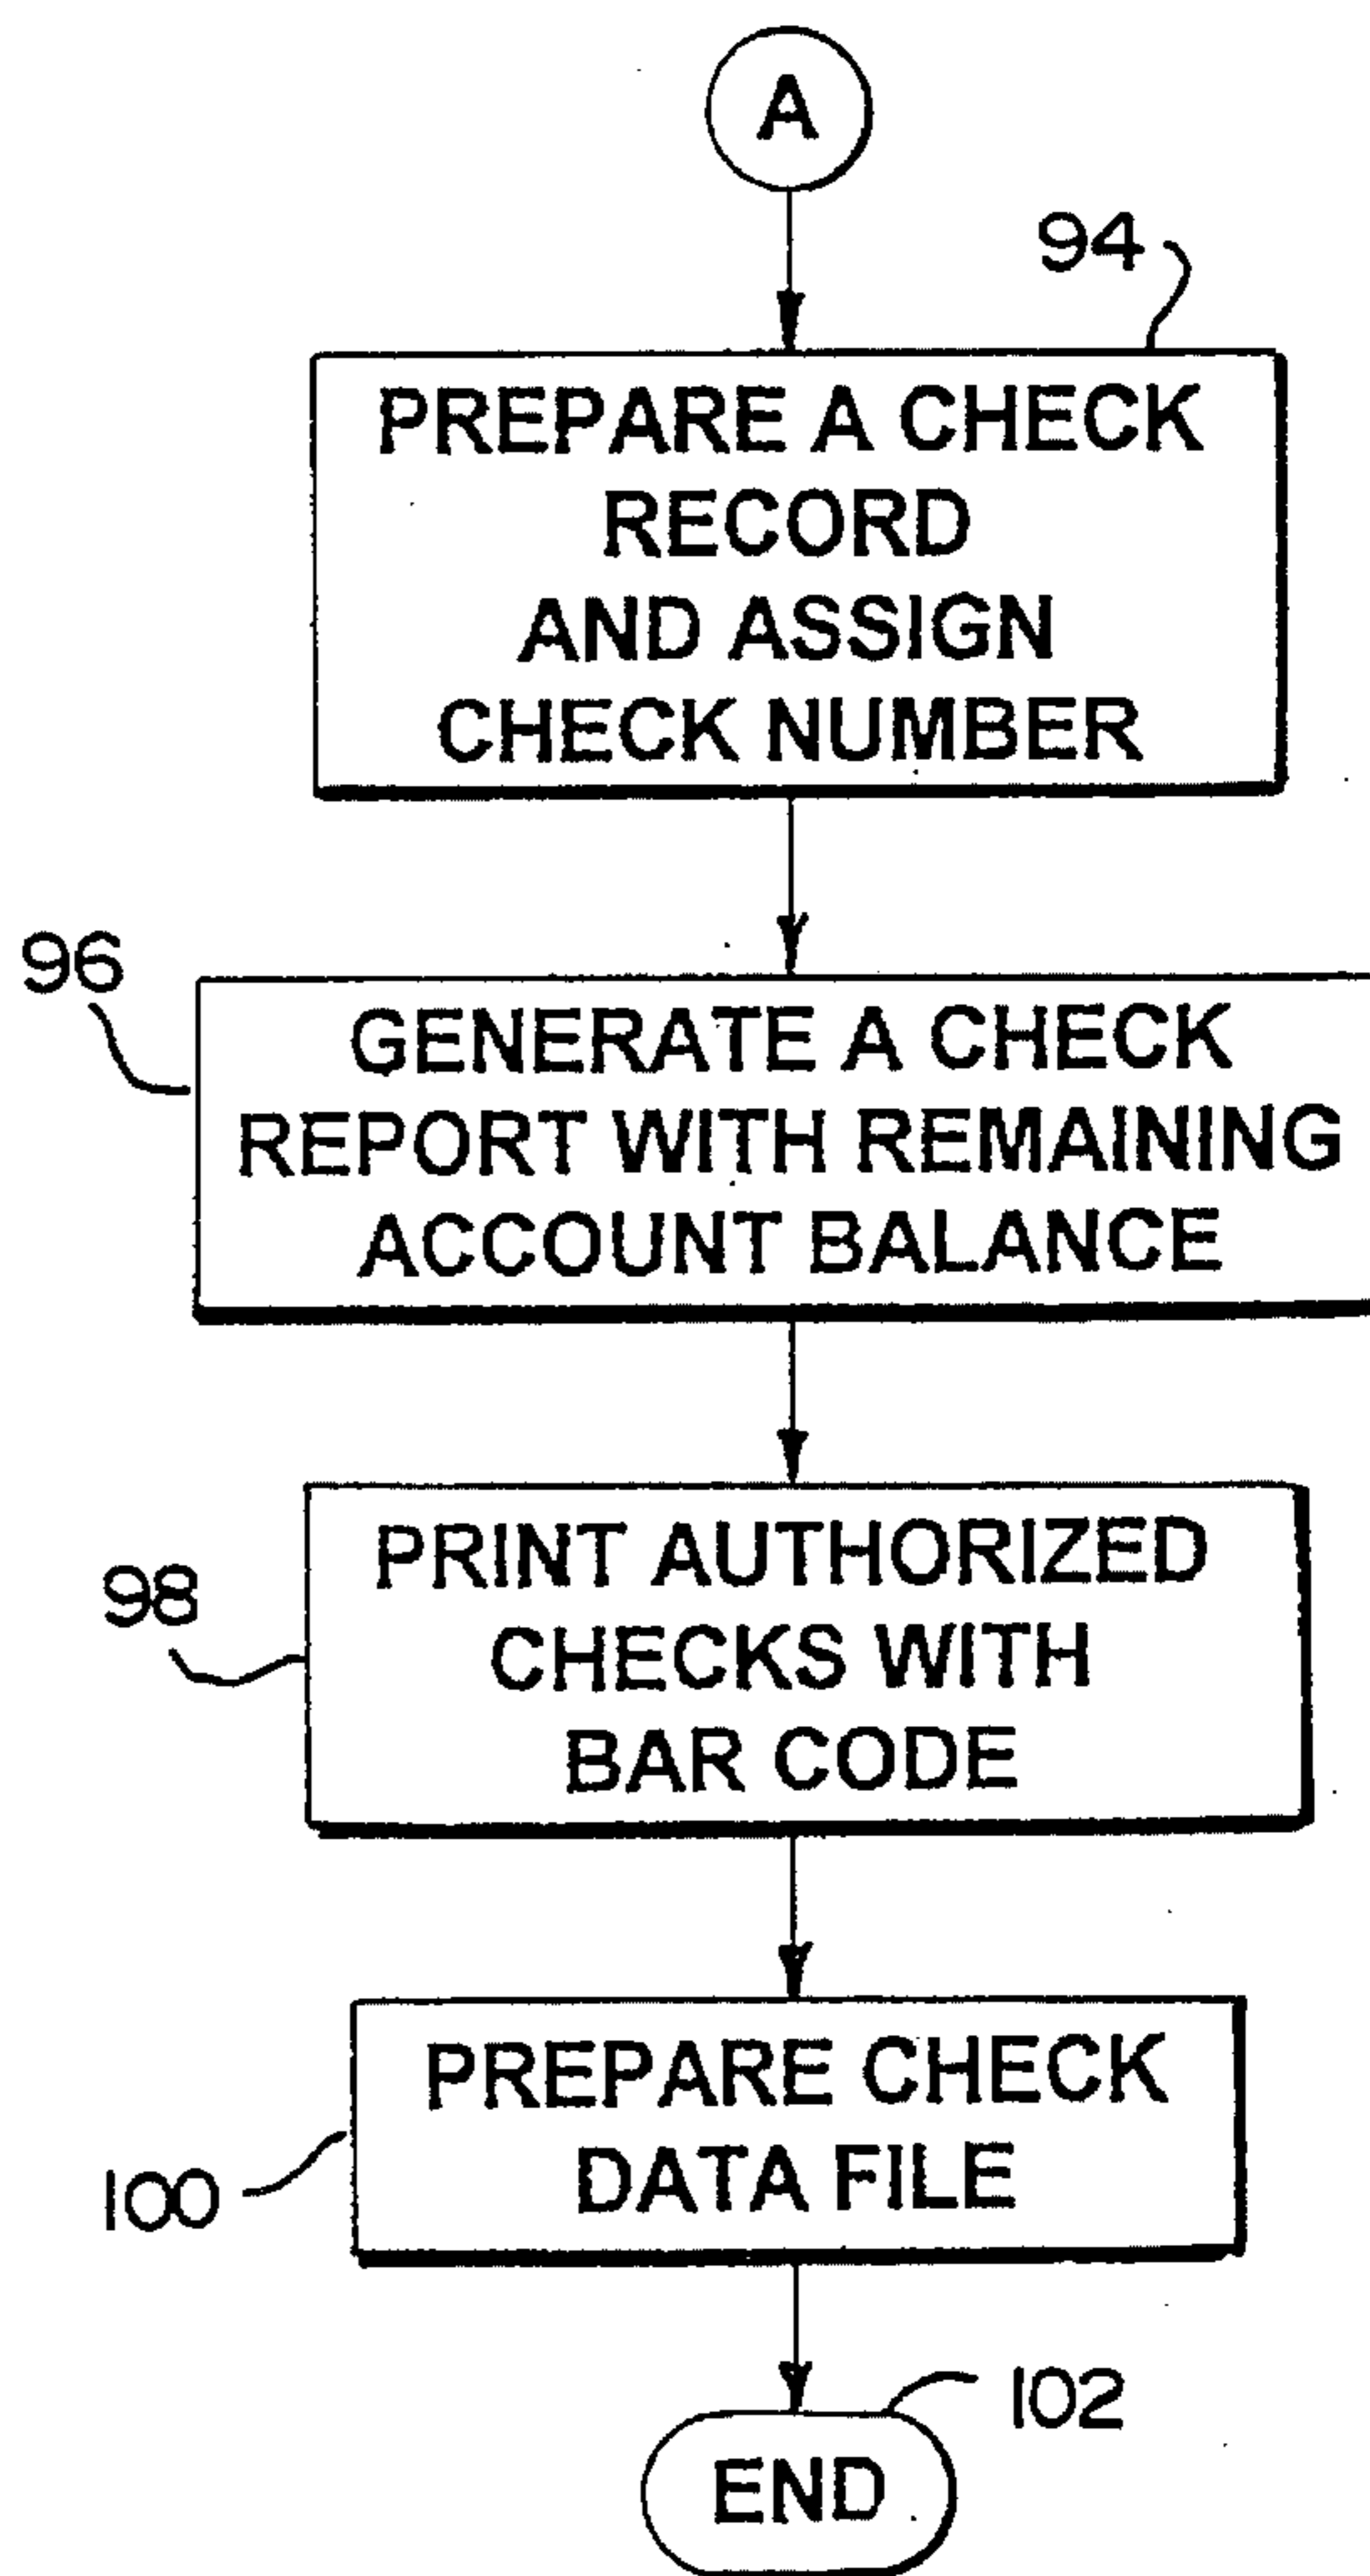 A
94
PREPARE A CHECK
RECORD
AND ASSIGN
CHECK NUMBER
96
GENERATE A CHECK
REPORT WITH REMAINING
ACCOUNT BALANCE
98
PRINT AUTHORIZED
CHECKS WITH
BAR CODE
100
PREPARE CHECK
DATA FILE
102
END